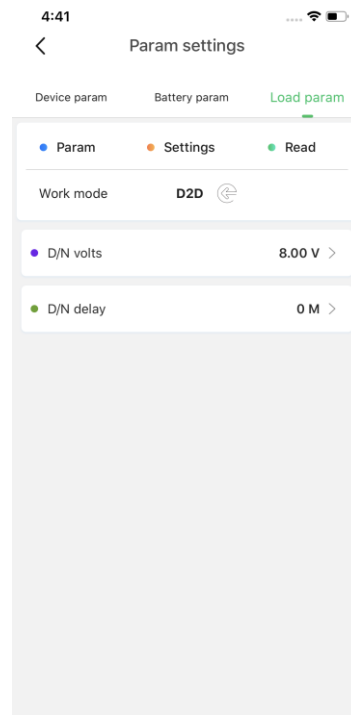 4:41
Param settings
Device param Battery param Load param
Param Settings Read
Work mode D2D
D/N volts 8.00 V
D/N delay 0 M